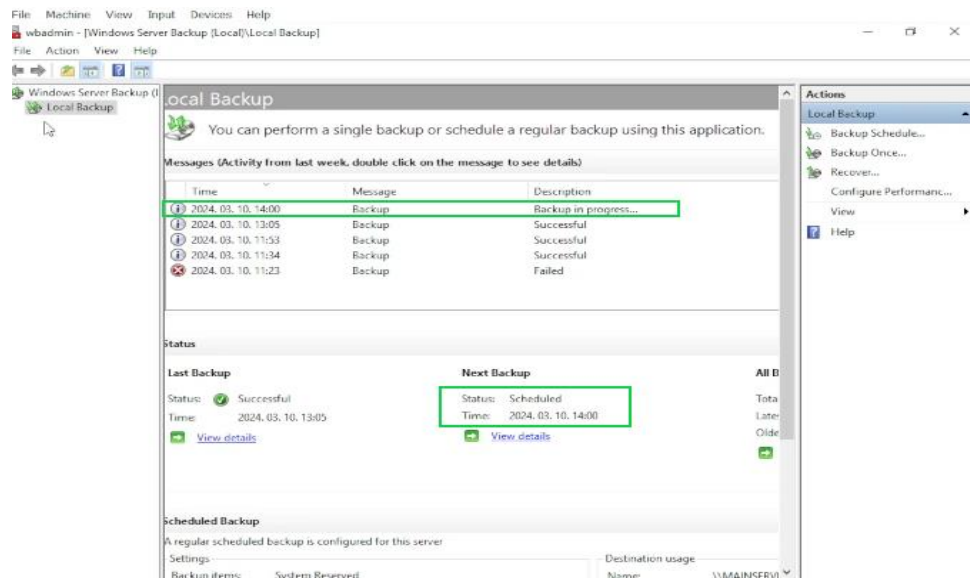 File Machine View Input Devices Help
wbadmin - [Windows Server Backup (Local)\Local Backup]
File Action View Help
Windows Server Backup (l
Local Backup
ocal Backup
You can perform a single backup or schedule a regular backup using this application.
Messages (Activity from last week, double click on the message to see details)
Time Message Description
2024. 03. 10. 14:00 Backup Backup in progress...
2024. 03. 10. 13:05 Backup Successful
2024. 03. 10. 11:53 Backup Successful
2024. 03. 10. 11:34 Backup Successful
2024. 03. 10. 11:23 Backup Failed
Status
Last Backup
Status: Successful
Time: 2024. 03. 10. 13:05
View details
Next Backup
Status: Scheduled
Time: 2024. 03. 10. 14:00
View details
All B
Tota
Late
Olde
Scheduled Backup
A regular scheduled backup is configured for this server
Settings
Backup items: System Reserved
Destination usage
Name: \\MAINSERV
Actions
Local Backup
Backup Schedule...
Backup Once...
Recover...
Configure Performanc...
View
Help